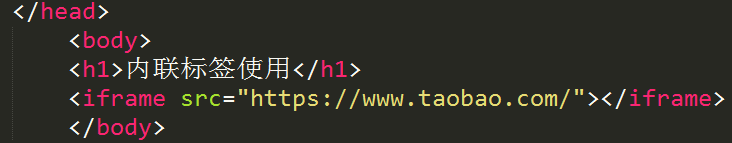 </head>
<body>
<h1>内联标签使用</h1>
<iframe src="https://www.taobao.com/"></iframe>
</body>